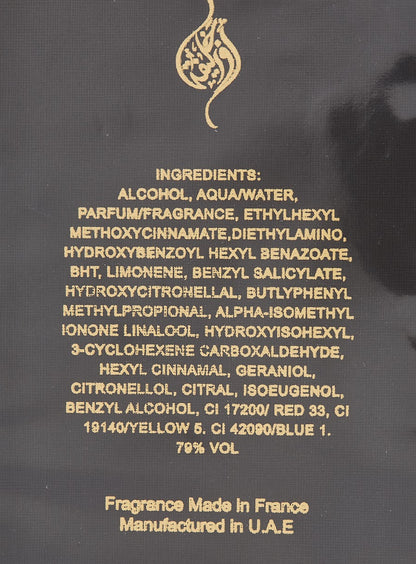 INGREDIENTS:
ALCOHOL, AQUA/WATER,
PARFUM/FRAGRANCE, ETHYLHEXYL
METHOXYCINNAMATE,DIETHYLAMINO,
HYDROXYBENZOYL HEXYL BENAZOATE,
BHT, LIMONENE, BENZYL SALICYLATE,
HYDROXYCITRONELLAL, BUTLYPHENYL
METHYLPROPIONAL, ALPHA-ISOMETHYL
IONONE LINALOOL, HYDROXYISOHEXYL,
3-CYCLOHEXENE CARBOXALDEHYDE,
HEXYL CINNAMAL, GERANIOL,
CITRONELLOL, CITRAL, ISOEUGENOL,
BENZYL ALCOHOL, CI 17200/ RED 33, CI
19140/YELLOW 5. CI 42090/BLUE 1.
79% VOL
Fragrance Made In France
Manufactured in U.A.E